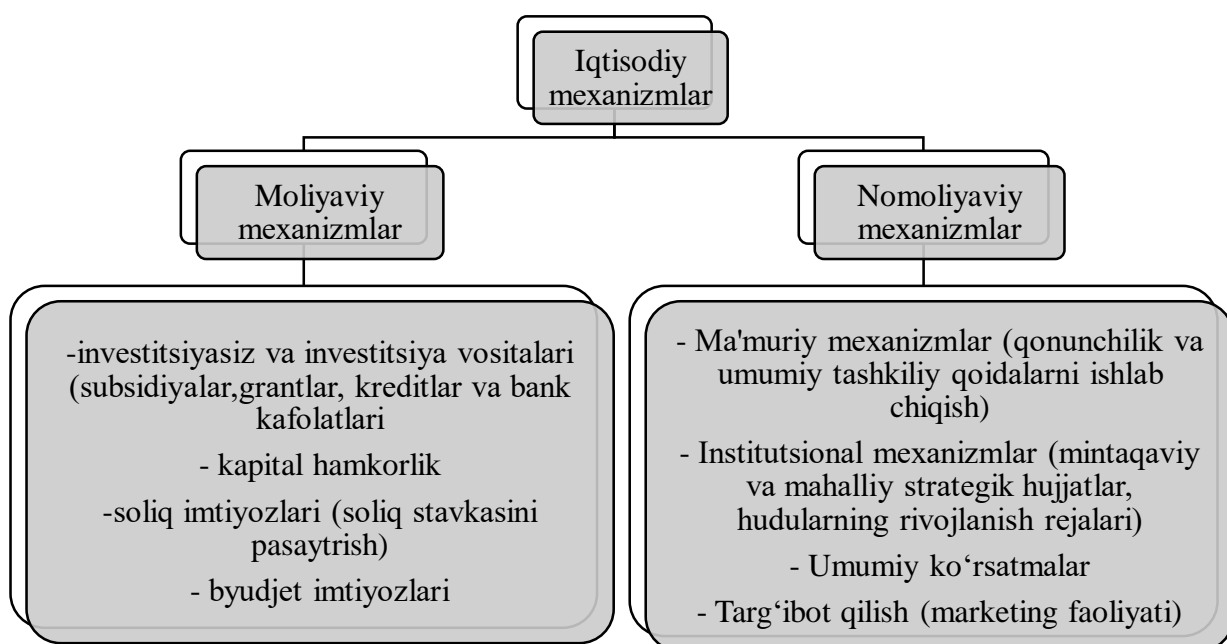 Iqtisodiy
mexanizmlar
Moliyaviy
mexanizmlar
Nomoliyaviy
mexanizmlar
-investitsiyasiz va investitsiya vositalari
(subsidiyalar,grantlar, kreditlar va bank
kafolatlari
- kapital hamkorlik
-soliq imtiyozlari (soliq stavkasini
pasaytrish)
- byudjet imtiyozlari
- Ma'muriy mexanizmlar (qonunchilik va
umumiy tashkiliy qoidalarni ishlab
chiqish)
- Institutsional mexanizmlar (mintaqaviy
va mahalliy strategik hujjatlar,
hudularning rivojlanish rejalari)
- Umumiy ko‘rsatmalar
- Targ‘ibot qilish (marketing faoliyati)